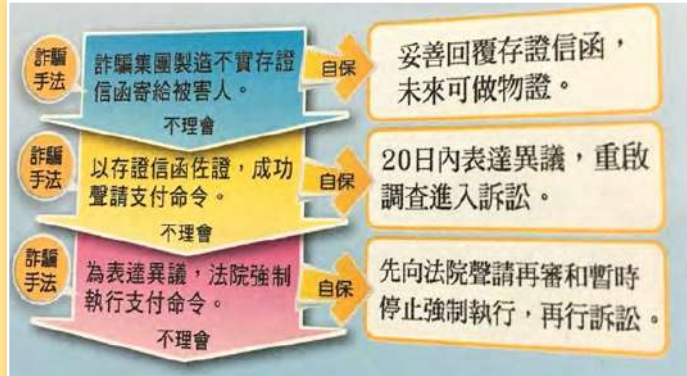 詐騙
手法
詐騙集團製造不實存證
信函寄給被害人。
不理會
自保
妥善回覆存證信函,
未來可做物證。
詐騙
手法
以存證信函佐證,成功
聲請支付命令。
不理會
自保
20日內表達異議,重啟
調查進入訴訟。
詐騙
手法
為表達異議,法院強制
執行支付命令。
不理會
自保
先向法院聲請再審和暫時
停止強制執行,再行訴訟。